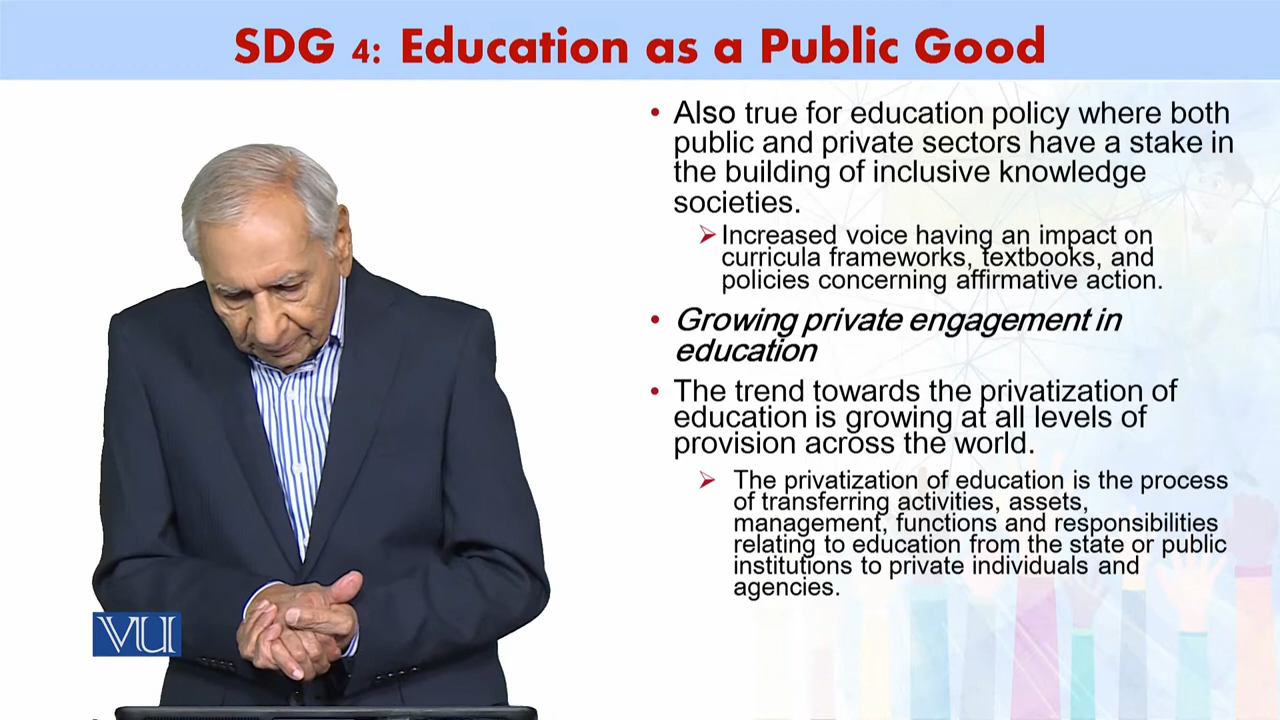 SDG 4: Education as a Public Good
• Also true for education policy where both
public and private sectors have a stake in
the building of inclusive knowledge
societies.
➢ Increased voice having an impact on
curricula frameworks, textbooks, and
policies concerning affirmative action.
• Growing private engagement in
education
• The trend towards the privatization of
education is growing at all levels of
provision across the world.
➢ The privatization of education is the process
of transferring activities, assets,
management, functions and responsibilities
relating to education from the state or public
institutions to private individuals and
agencies.
VU